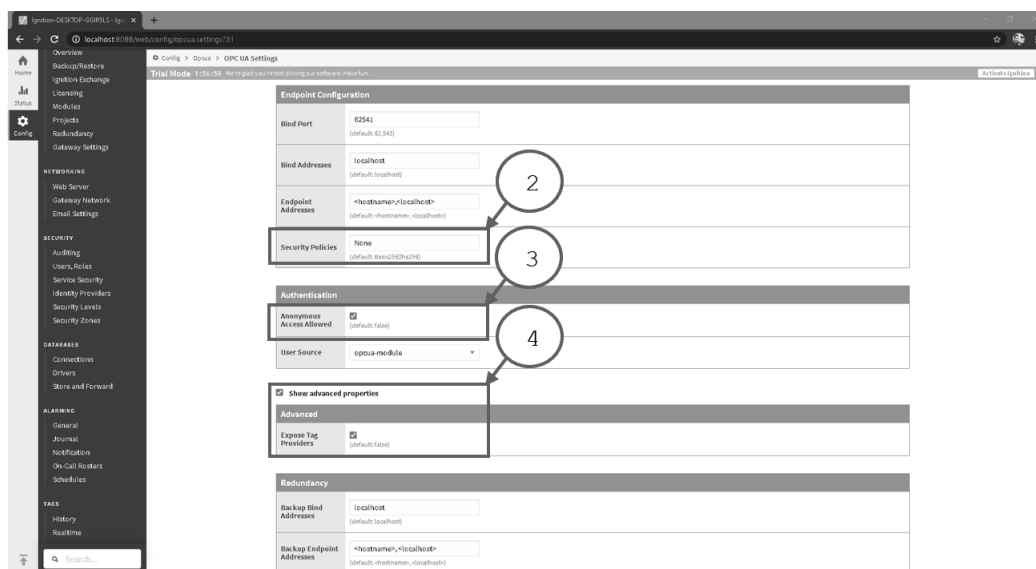 Ignition-DESKTOP-GGIR5LS - Ign
localhost:8088/web/config/opcua.settings?31
Home
Status
Config
Overview
Backup/Restore
Ignition Exchange
Licensing
Modules
Projects
Redundancy
Gateway Settings
NETWORKING
Web Server
Gateway Network
Email Settings
SECURITY
Auditing
Users, Roles
Service Security
Identity Providers
Security Levels
Security Zones
DATABASES
Connections
Drivers
Store and Forward
ALARMING
General
Journal
Notification
On-Call Rosters
Schedules
TAGS
History
Realtime
Search...
Config > Opcua > OPC UA Settings
Trial Mode 1:56:59 We're glad you're test driving our software. Have fun.
Activate Ignition
Endpoint Configuration
Bind Port
62541
(default: 62,541)
Bind Addresses
localhost
(default: localhost)
Endpoint
Addresses
<hostname>,<localhost>
(default: <hostname>, <localhost>)
Security Policies
None
(default: Basic256Sha256)
Authentication
Anonymous
Access Allowed
(default: false)
User Source
opcua-module
Show advanced properties
Advanced
Expose Tag
Providers
(default: false)
Redundancy
Backup Bind
Addresses
localhost
(default: localhost)
Backup Endpoint
Addresses
<hostname>,<localhost>
(default: <hostname>, <localhost>)
2
3
4